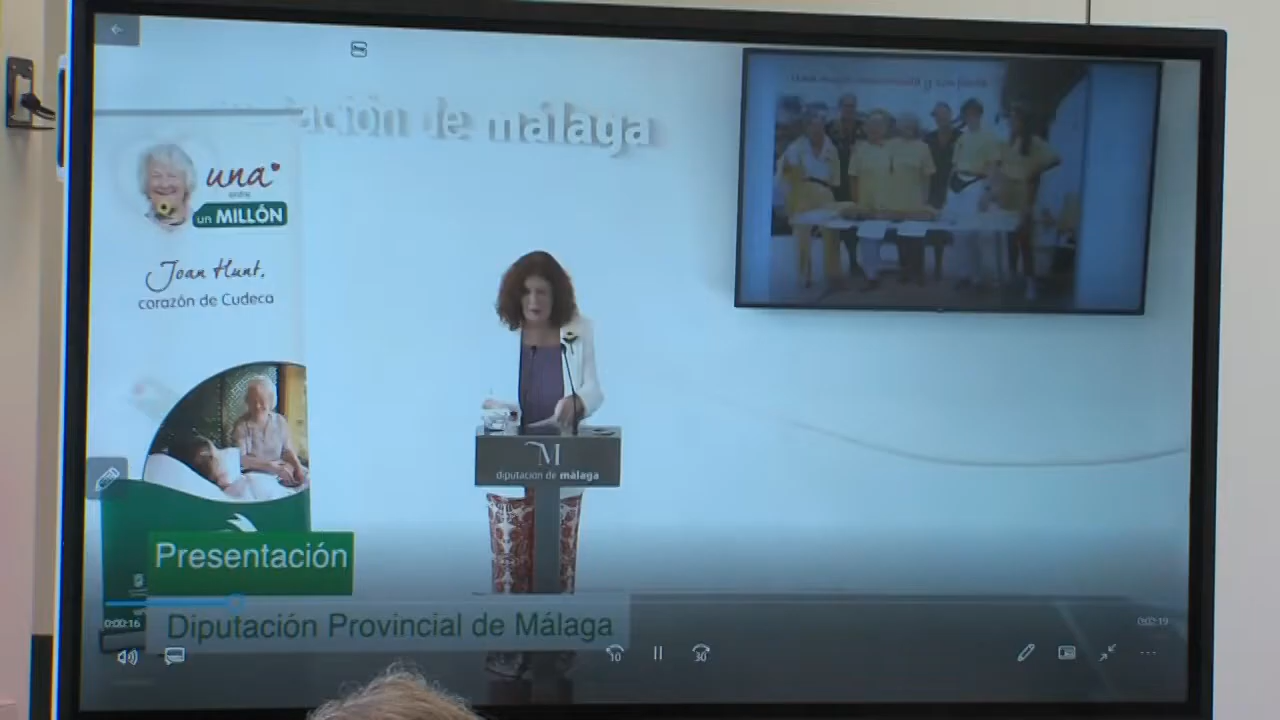 ación de málaga
una
entre
un MILLÓN
Joan Hunt,
corazón de Cudeca
M
diputación de málaga
Presentación
Diputación Provincial de Málaga
0:00:16
0:02:19
10
30